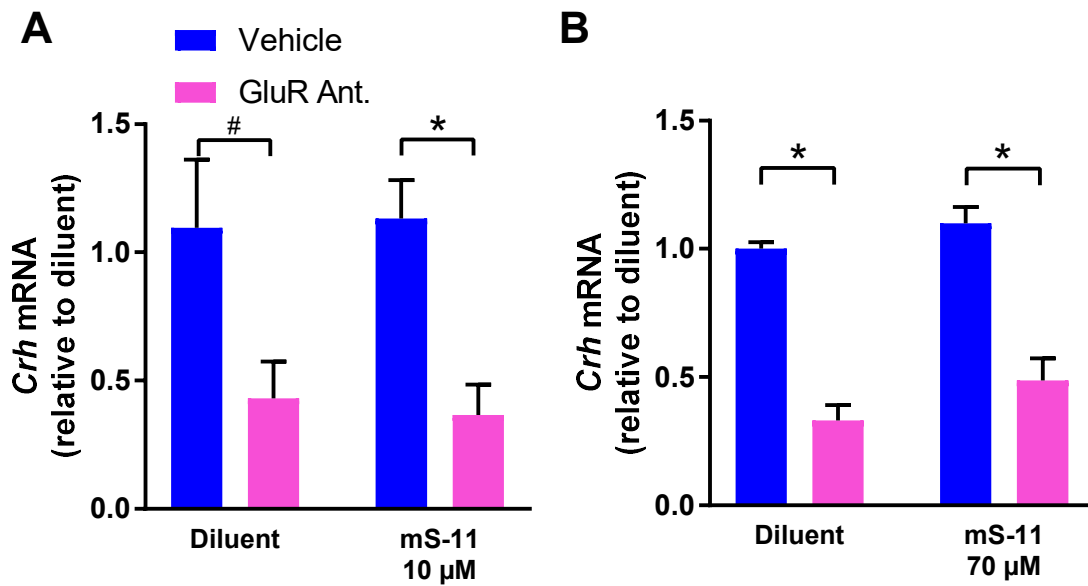 A
Vehicle
GluR Ant.
Crh mRNA
(relative to diluent)
1.5
1.0
0.5
0.0
#
*
Diluent
mS-11
10 µM
B
Crh mRNA
(relative to diluent)
1.5
1.0
0.5
0.0
*
*
Diluent
mS-11
70 µM